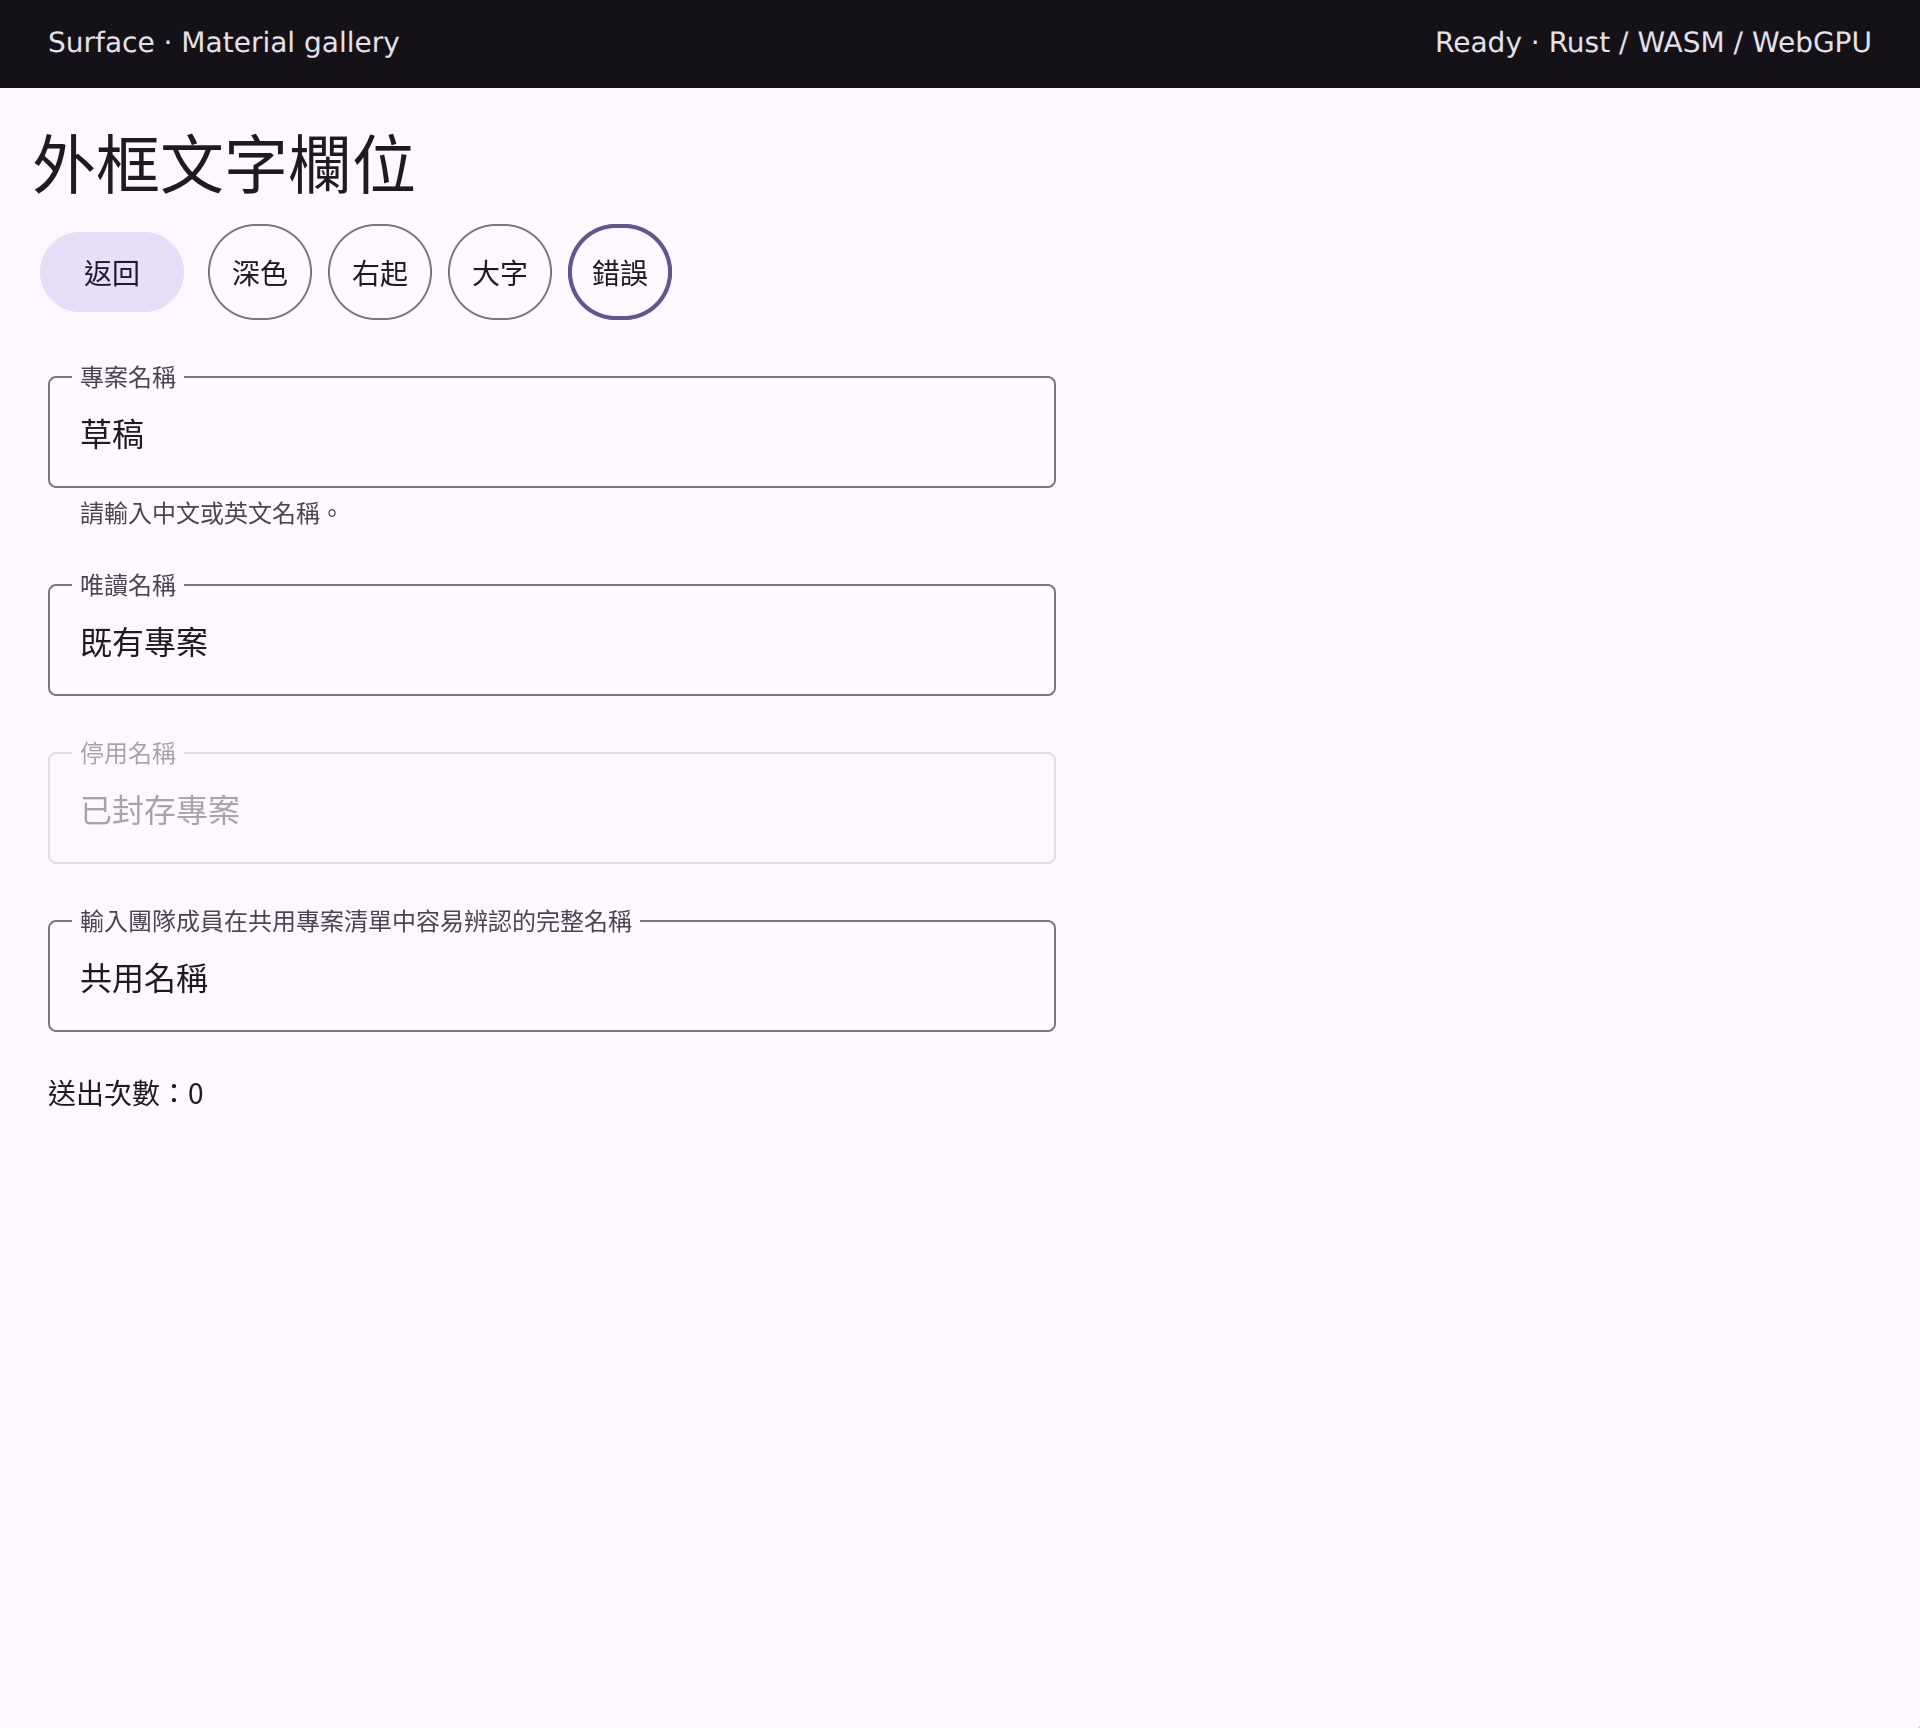 Surface · Material gallery
Ready · Rust / WASM / WebGPU
外框文字欄位
返回 深色 右起 大字 錯誤
專案名稱
草稿
請輸入中文或英文名稱。
唯讀名稱
既有專案
停用名稱
已封存專案
輸入團隊成員在共用專案清單中容易辨認的完整名稱
共用名稱
送出次數：0